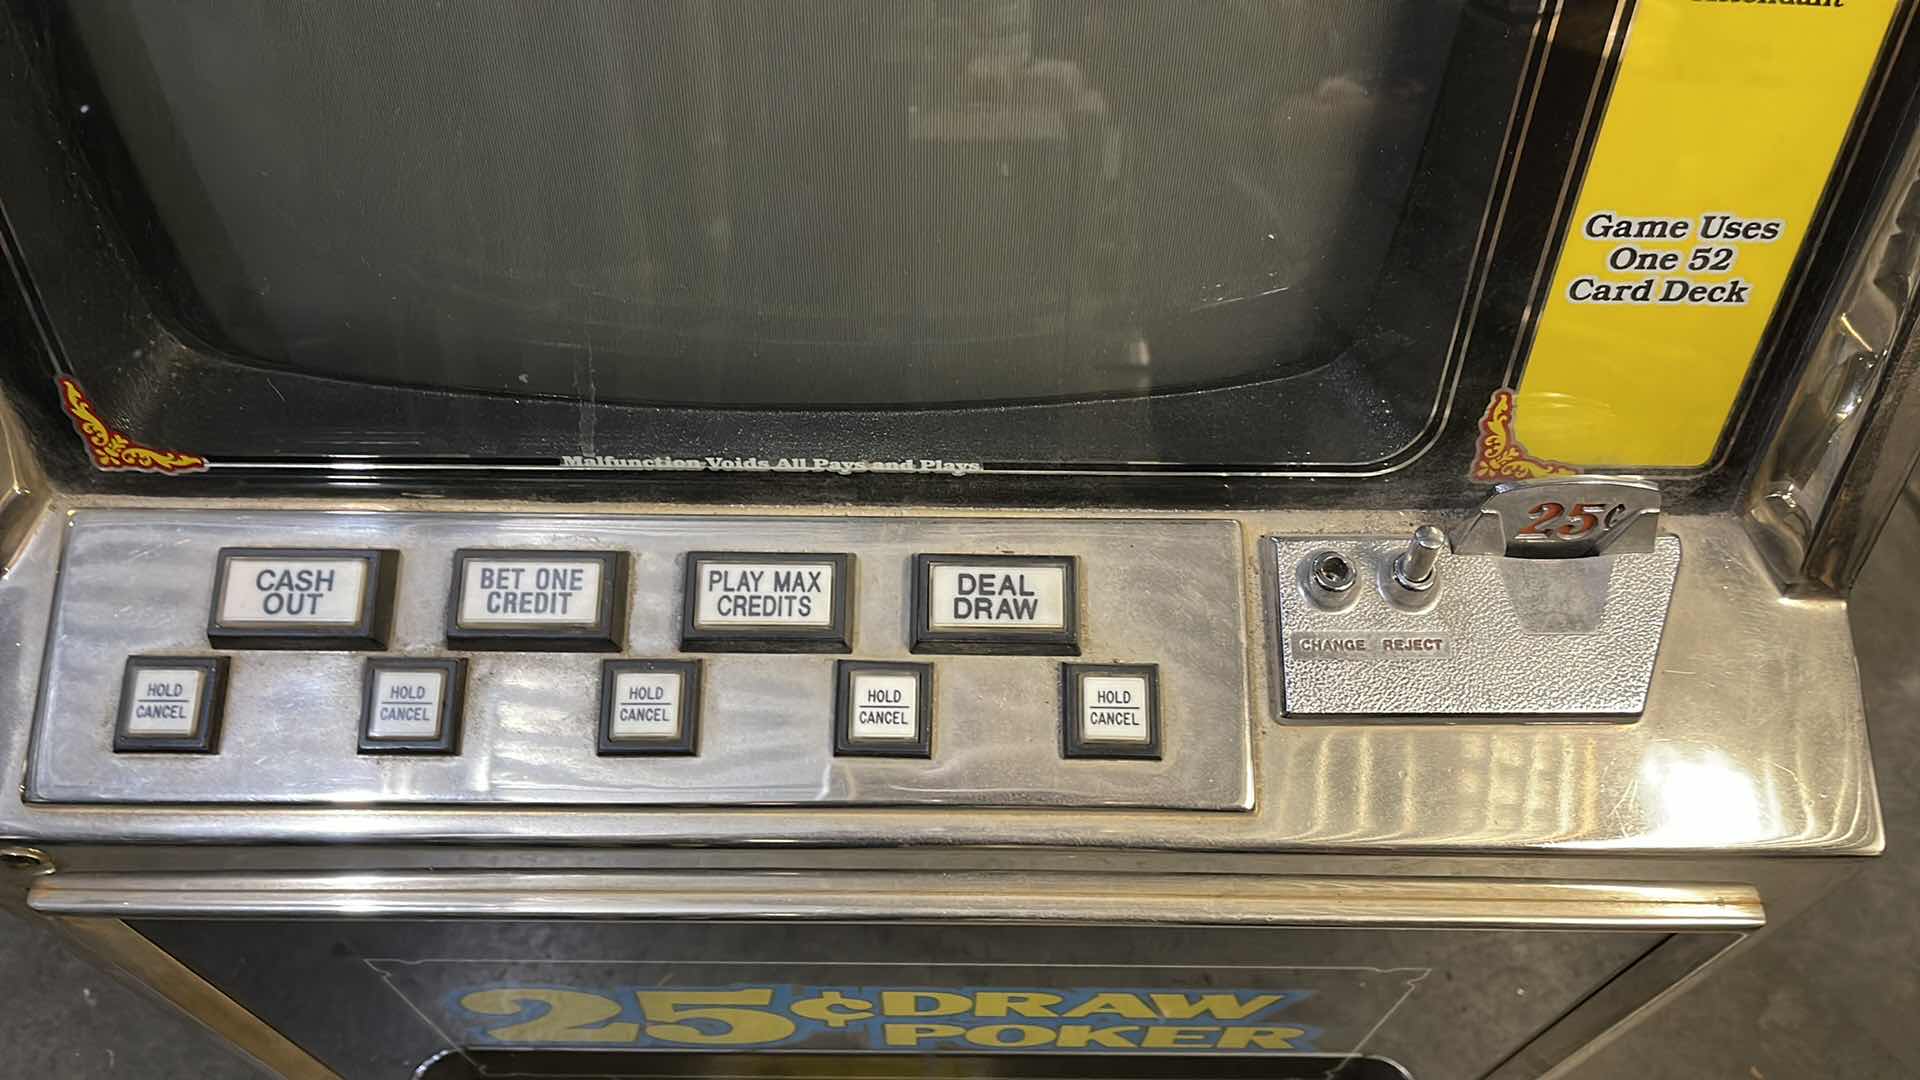 Attendant
Game Uses
One 52
Card Deck
Malfunction Voids All Pays and Plays
25¢
CASH
OUT
BET ONE
CREDIT
PLAY MAX
CREDITS
DEAL
DRAW
CHANGE REJECT
HOLD
CANCEL
HOLD
CANCEL
HOLD
CANCEL
HOLD
CANCEL
HOLD
CANCEL
25¢ DRAW
POKER